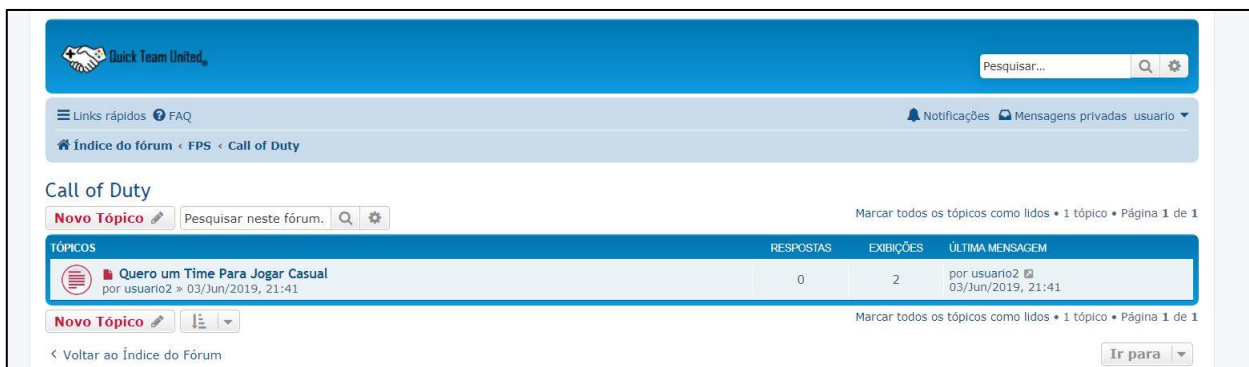 Quick Team United®
Pesquisar...
Links rápidos FAQ
Notificações Mensagens privadas usuario
Índice do fórum ‹ FPS ‹ Call of Duty
Call of Duty
Novo Tópico Pesquisar neste fórum.
Marcar todos os tópicos como lidos • 1 tópico • Página 1 de 1
TÓPICOS RESPOSTAS EXIBIÇÕES ÚLTIMA MENSAGEM
Quero um Time Para Jogar Casual 0 2 por usuario2
por usuario2 » 03/Jun/2019, 21:41 03/Jun/2019, 21:41
Novo Tópico
Marcar todos os tópicos como lidos • 1 tópico • Página 1 de 1
‹ Voltar ao Índice do Fórum
Ir para